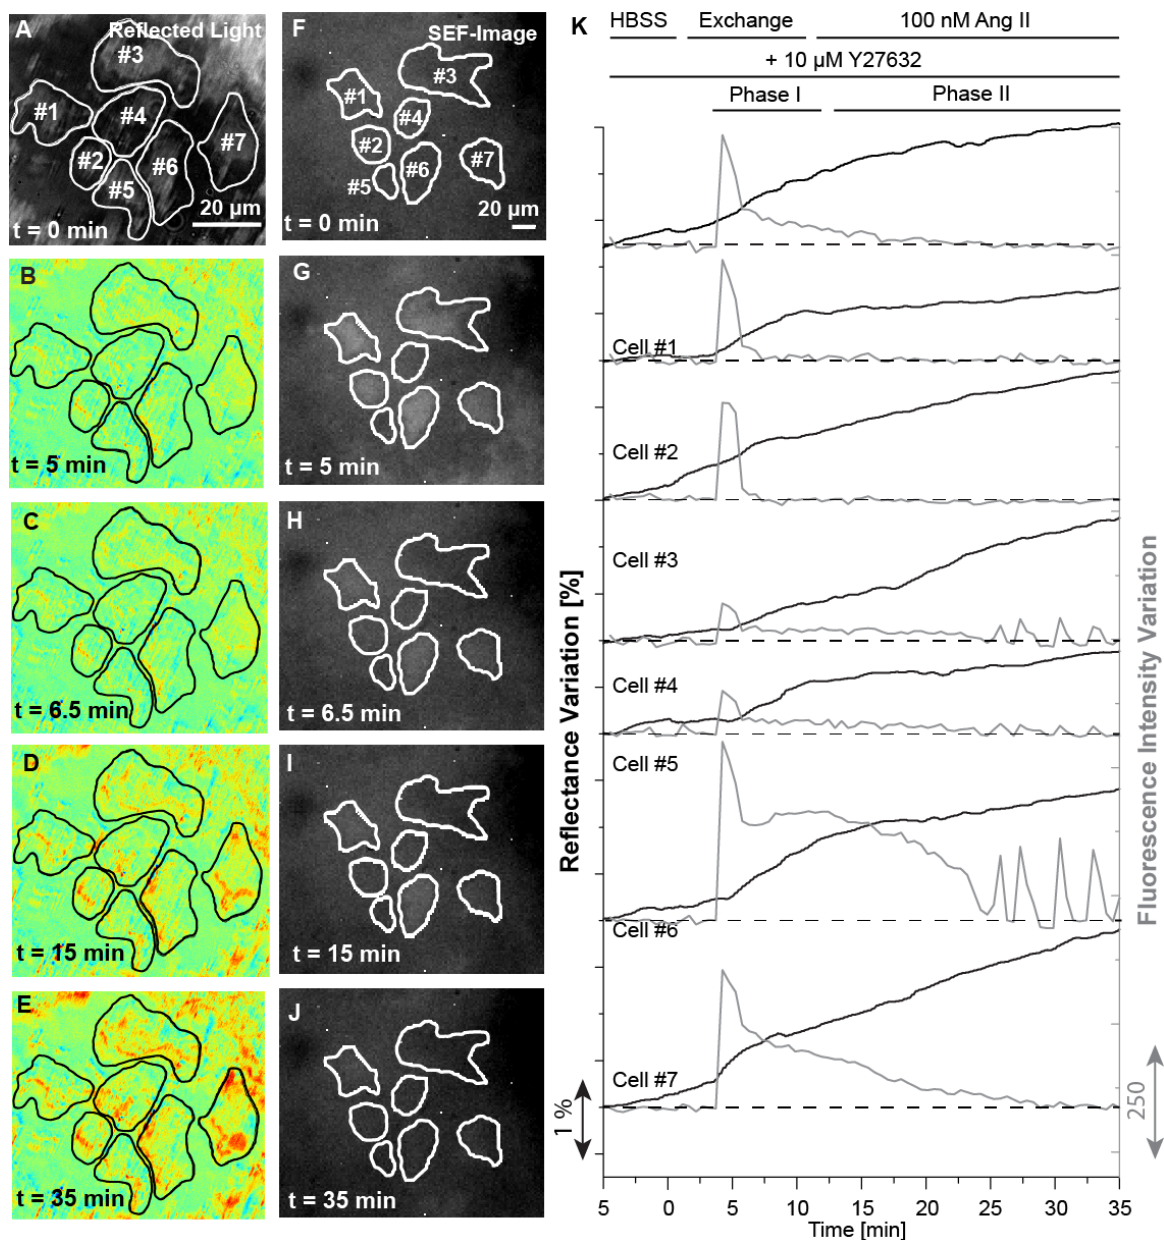 A
Reflected Light
#3
#1
#4
#7
#2
#6
#5
20 µm
t = 0 min
B
t = 5 min
C
t = 6.5 min
D
t = 15 min
E
t = 35 min
F
SEF-Image
#3
#1
#4
#2
#7
#6
#5
20 µm
t = 0 min
G
t = 5 min
H
t = 6.5 min
I
t = 15 min
J
t = 35 min
K
HBSS Exchange 100 nM Ang II
+ 10 µM Y27632
Phase I Phase II
Cell #1
Cell #2
Cell #3
Cell #4
Cell #5
Cell #6
Cell #7
Reflectance Variation [%]
1 %
Fluorescence Intensity Variation
250
-5 0 5 10 15 20 25 30 35
Time [min]